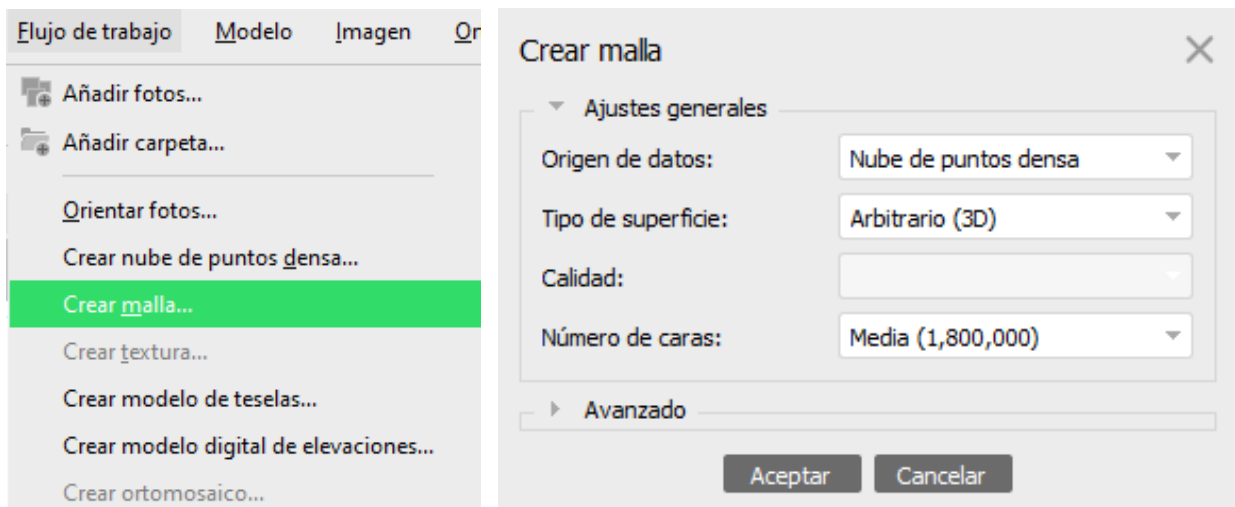 Flujo de trabajo Modelo Imagen
Añadir fotos...
Añadir carpeta...
Orientar fotos...
Crear nube de puntos densa...
Crear malla...
Crear textura...
Crear modelo de teselas...
Crear modelo digital de elevaciones...
Crear ortomosaico...
Crear malla
Ajustes generales
Origen de datos: Nube de puntos densa
Tipo de superficie: Arbitrario (3D)
Calidad:
Número de caras: Media (1,800,000)
Avanzado
Aceptar Cancelar